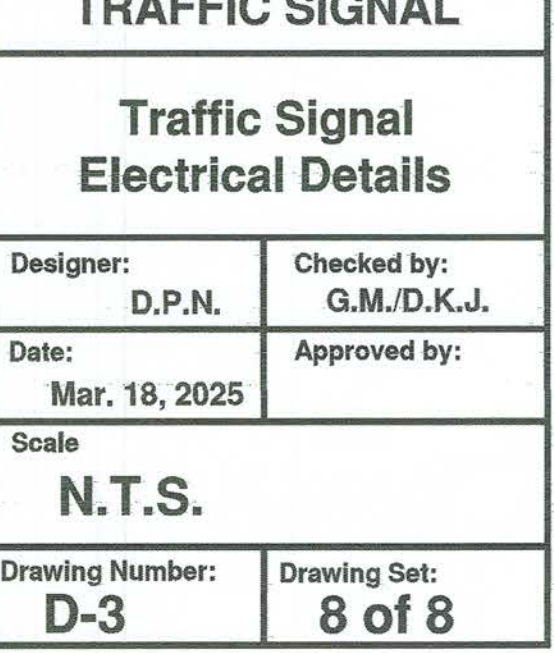 TRAFFIC SIGNAL
Traffic Signal
Electrical Details
Designer:
D.P.N.
Checked by:
G.M./D.K.J.
Date:
Mar. 18, 2025
Approved by:
Scale
N.T.S.
Drawing Number:
D-3
Drawing Set:
8 of 8